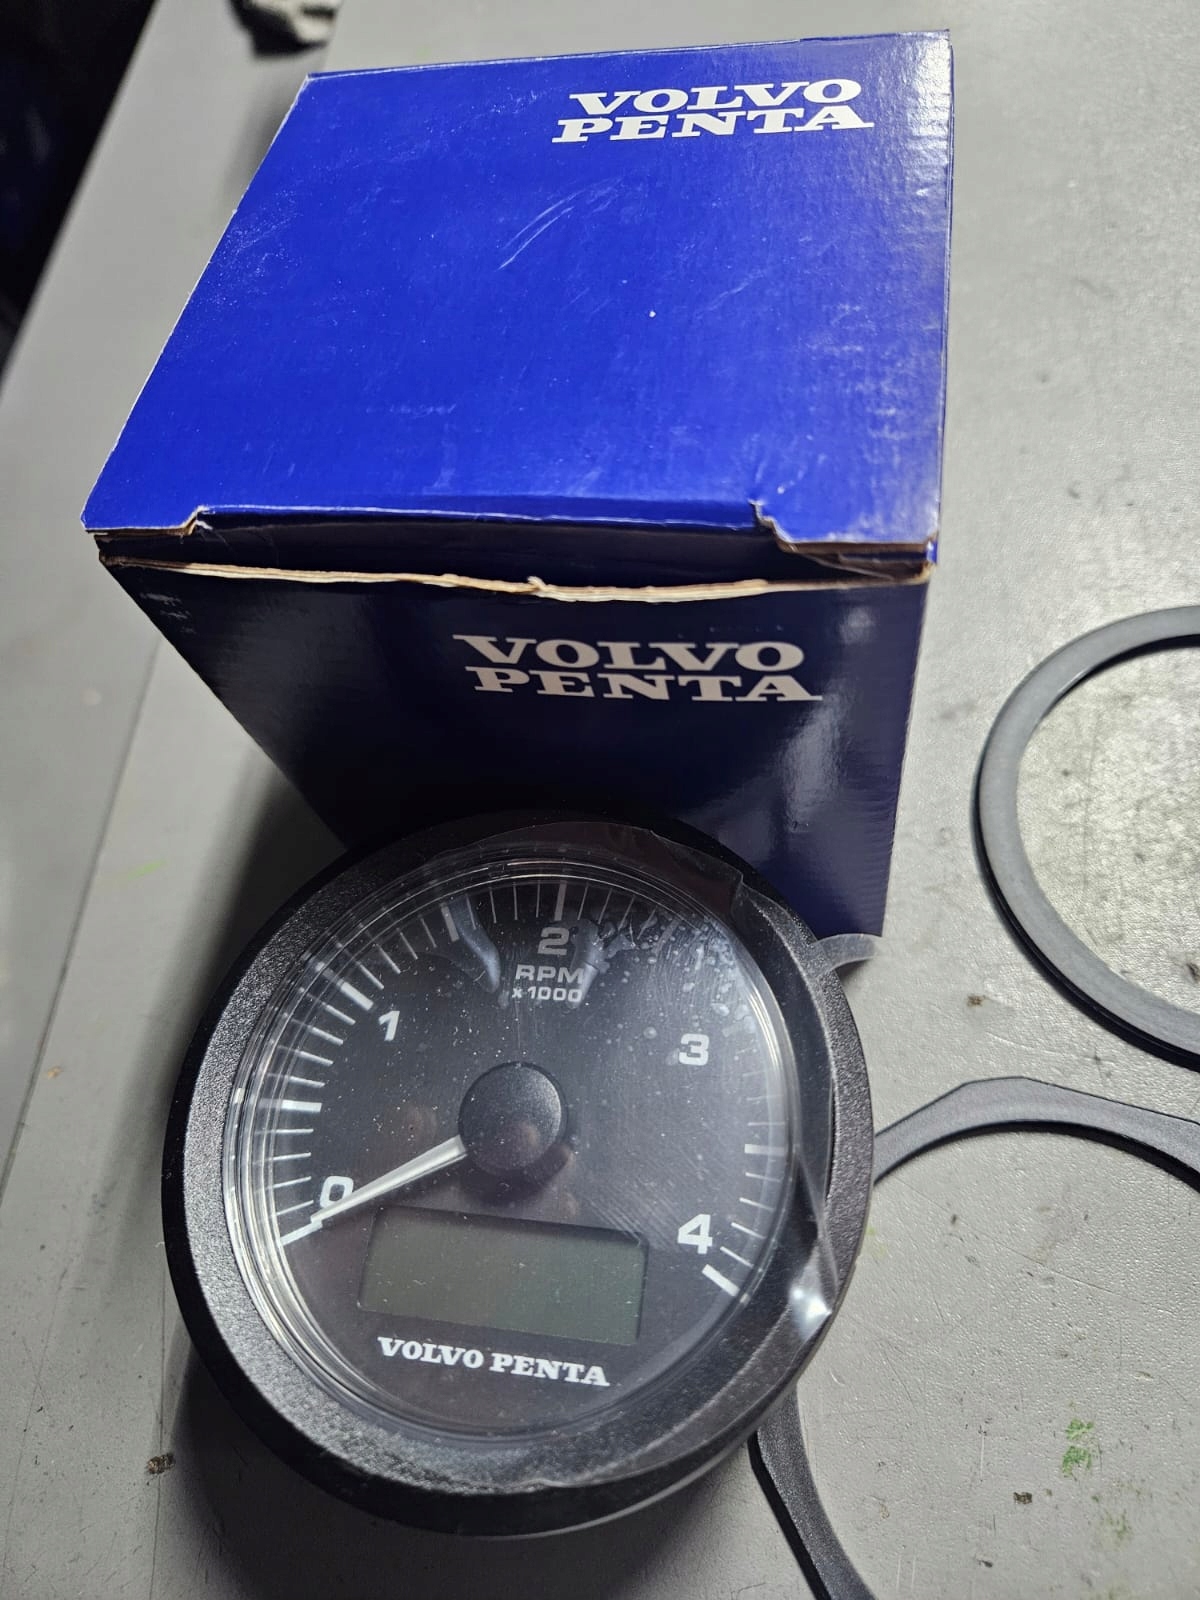 VOLVO
PENTA
VOLVO
PENTA
2
RPM
x1000
1
3
0
4
VOLVO PENTA